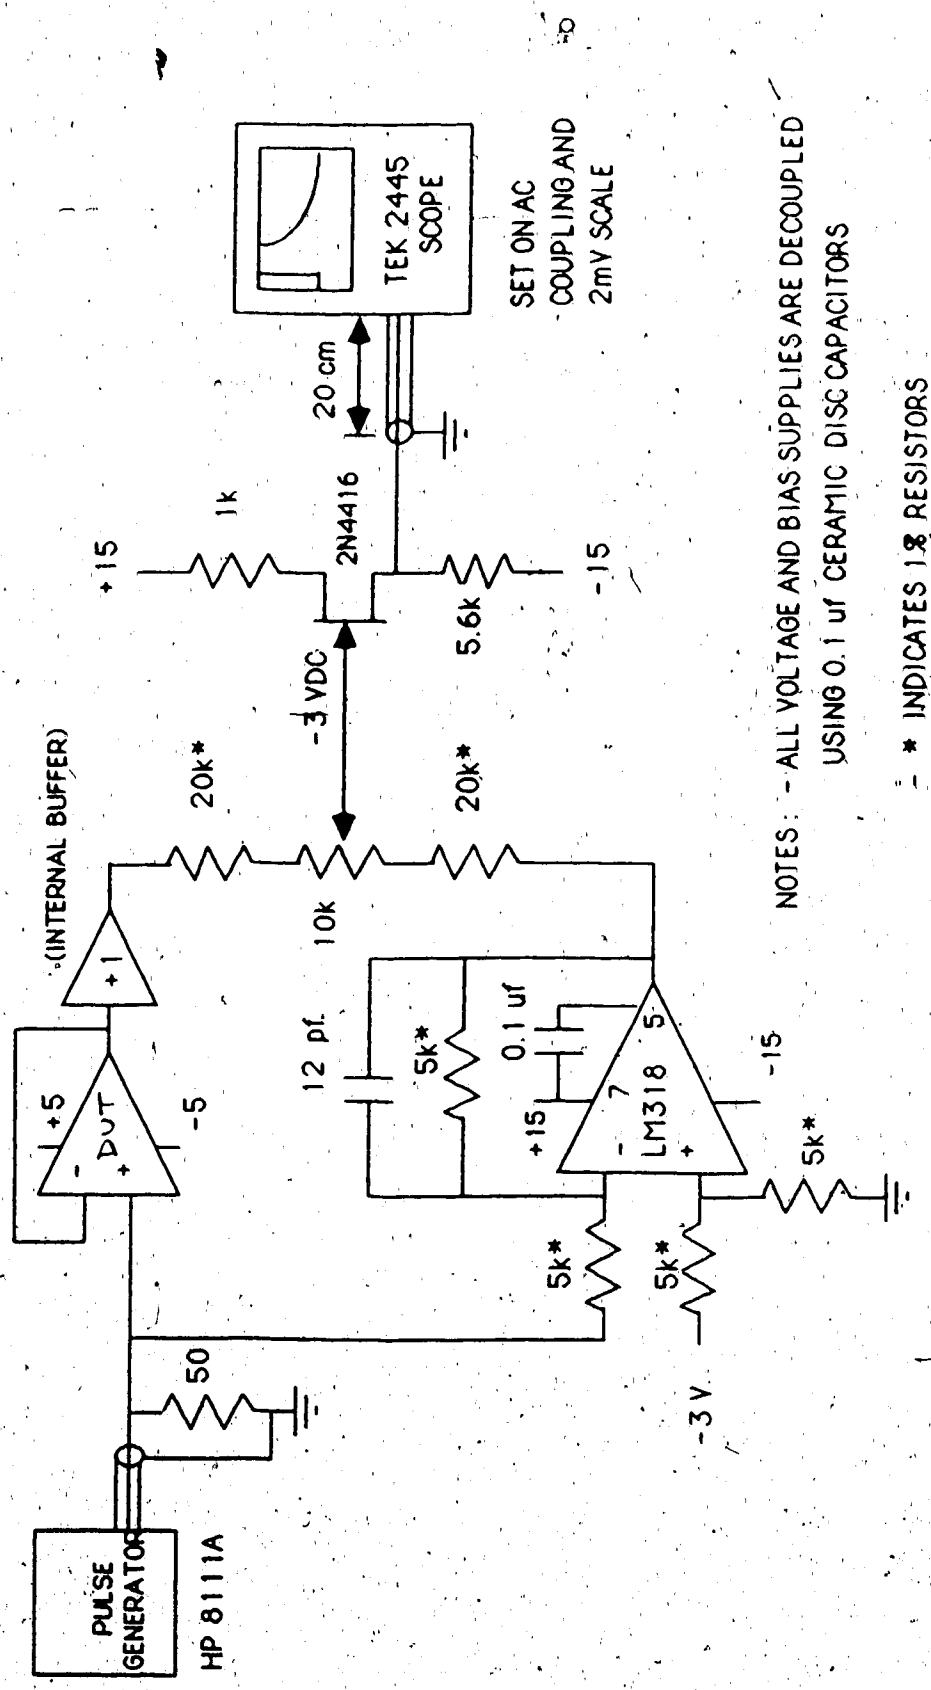 PULSE
GENERATOR
HP 8111A
50
+5
DUT
-
+
-5
+1
(INTERNAL BUFFER)
20k*
10k
20k*
-3 VDC
+15
1k
2N4416
5.6k
-15
20 cm
TEK 2445
SCOPE
SET ON AC
COUPLING AND
2mV SCALE
12 pf.
5k*
0.1 uf
+15
7
5
-
LM318
+
-15
5k*
5k*
-3 V
5k*
NOTES: - ALL VOLTAGE AND BIAS SUPPLIES ARE DECOUPLED
USING 0.1 uf CERAMIC DISC CAPACITORS
- * INDICATES 1% RESISTORS